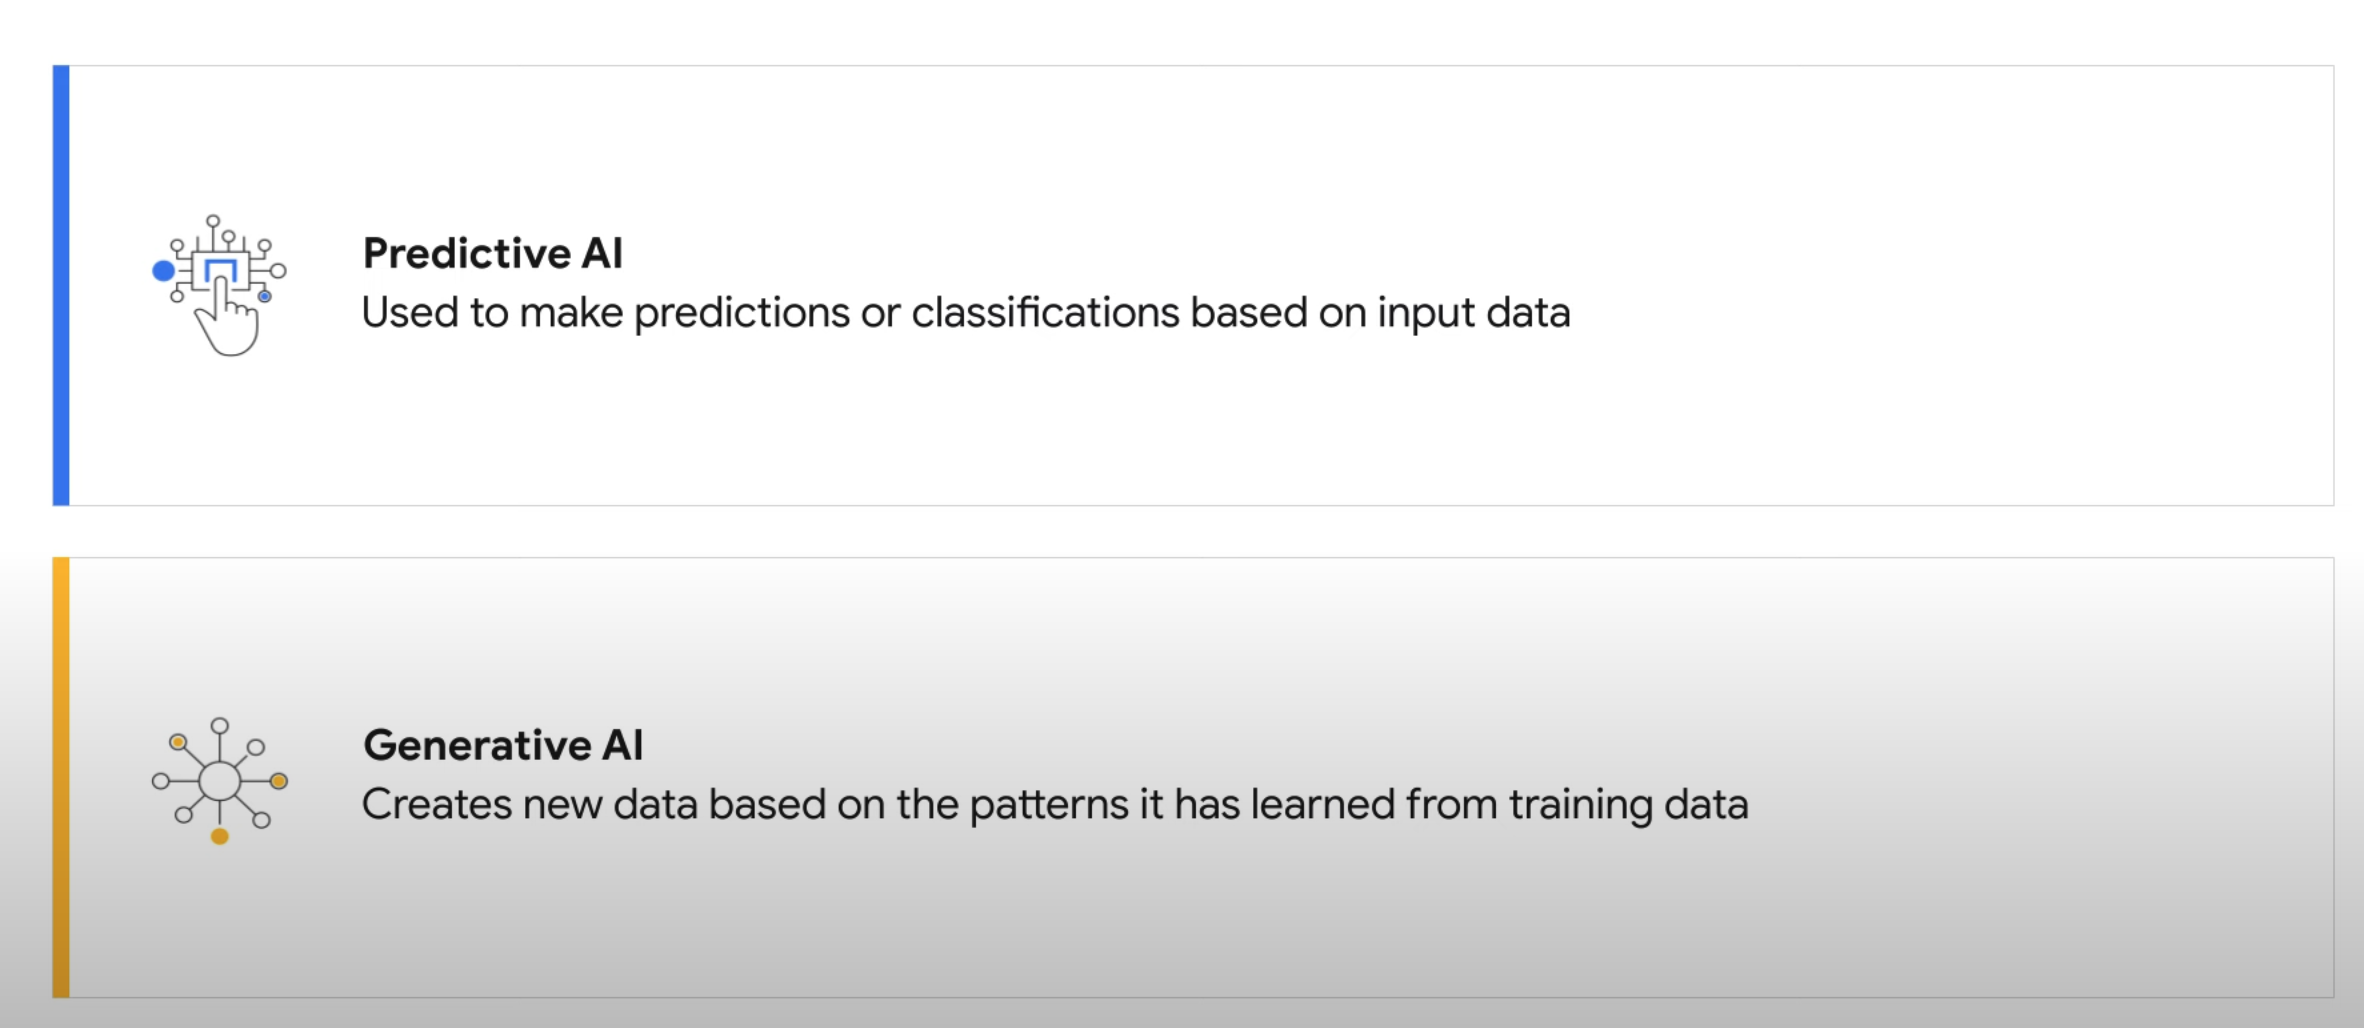 Predictive AI
Used to make predictions or classifications based on input data
Generative AI
Creates new data based on the patterns it has learned from training data